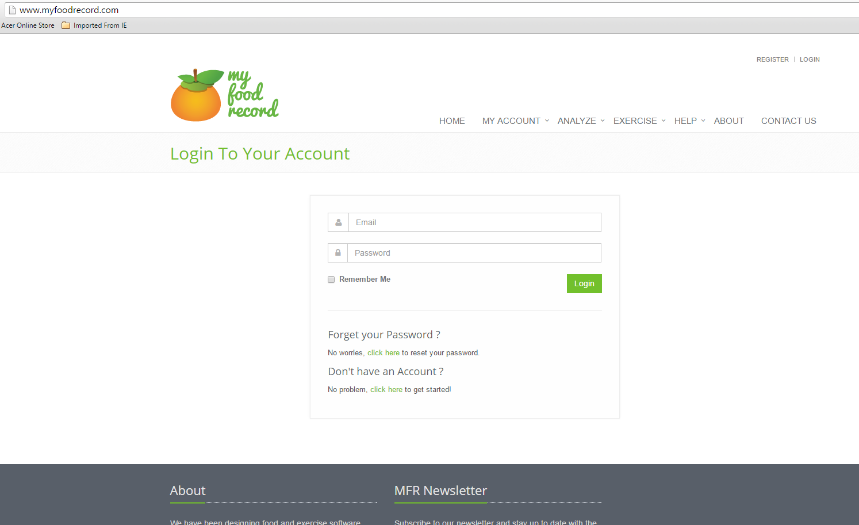 www.myfoodrecord.com
Acer Online Store Imported From IE
REGISTER | LOGIN
my
food
record
HOME MY ACCOUNT ANALYZE EXERCISE HELP ABOUT CONTACT US
Login To Your Account
Email
Password
Remember Me
Login
Forget your Password ?
No worries, click here to reset your password.
Don't have an Account ?
No problem, click here to get started!
About MFR Newsletter
We have been designing food and exercise software Subscribe to our newsletter and stay up to date with the